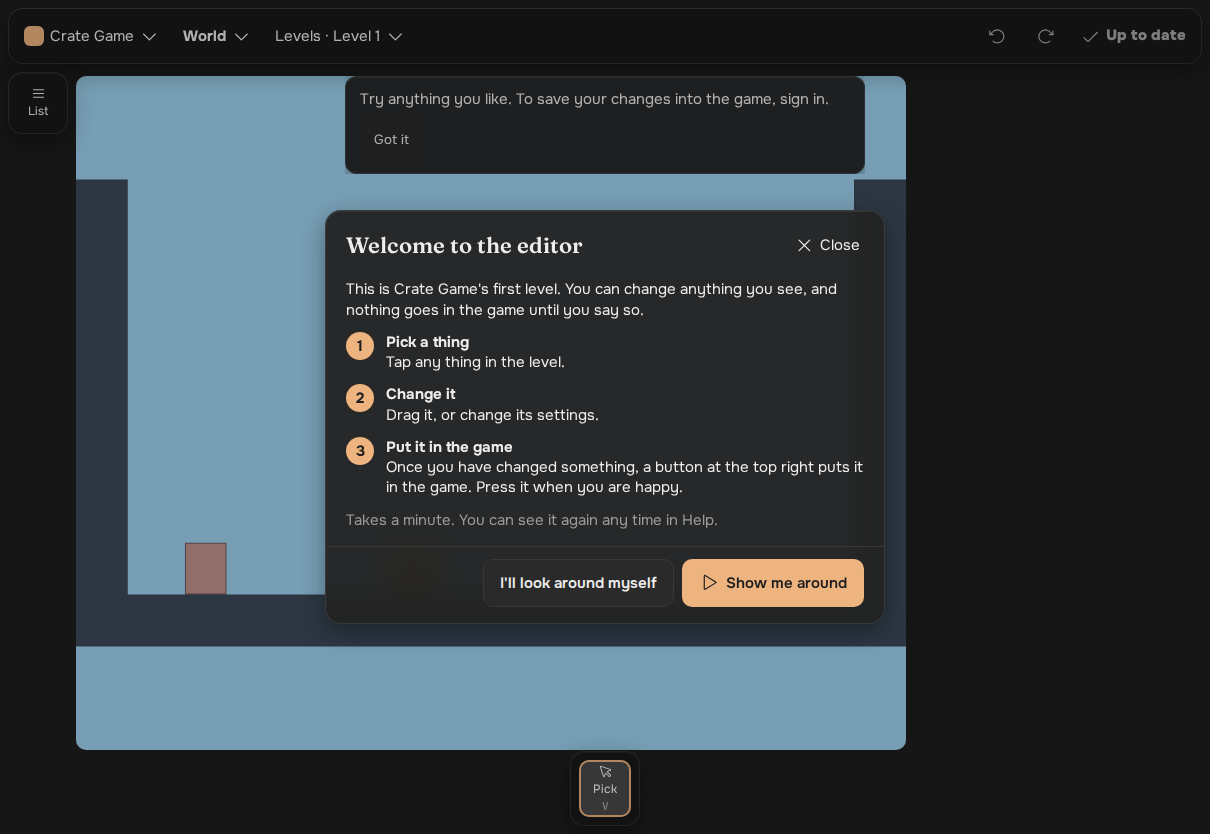 Crate Game
World
Levels · Level 1
Up to date
List
Try anything you like. To save your changes into the game, sign in.
Got it
Welcome to the editor
Close
This is Crate Game's first level. You can change anything you see, and
nothing goes in the game until you say so.
1
Pick a thing
Tap any thing in the level.
2
Change it
Drag it, or change its settings.
3
Put it in the game
Once you have changed something, a button at the top right puts it
in the game. Press it when you are happy.
Takes a minute. You can see it again any time in Help.
I'll look around myself
Show me around
Pick
V